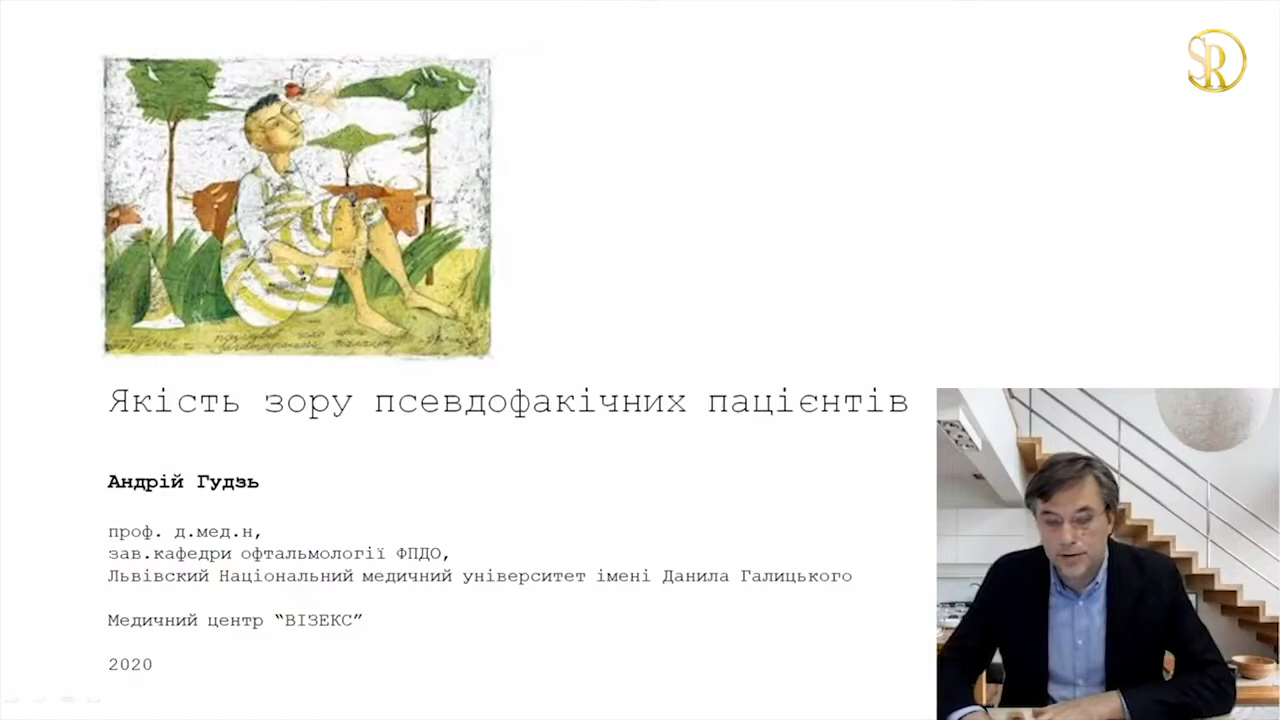 SR
Якість зору псевдофакічних пацієнтів
Андрій Гудзь
проф. д.мед.н,
зав.кафедри офтальмології ФПДО,
Львівский Національний медичний університет імені Данила Галицького
Медичний центр “ВІЗЕКС”
2020